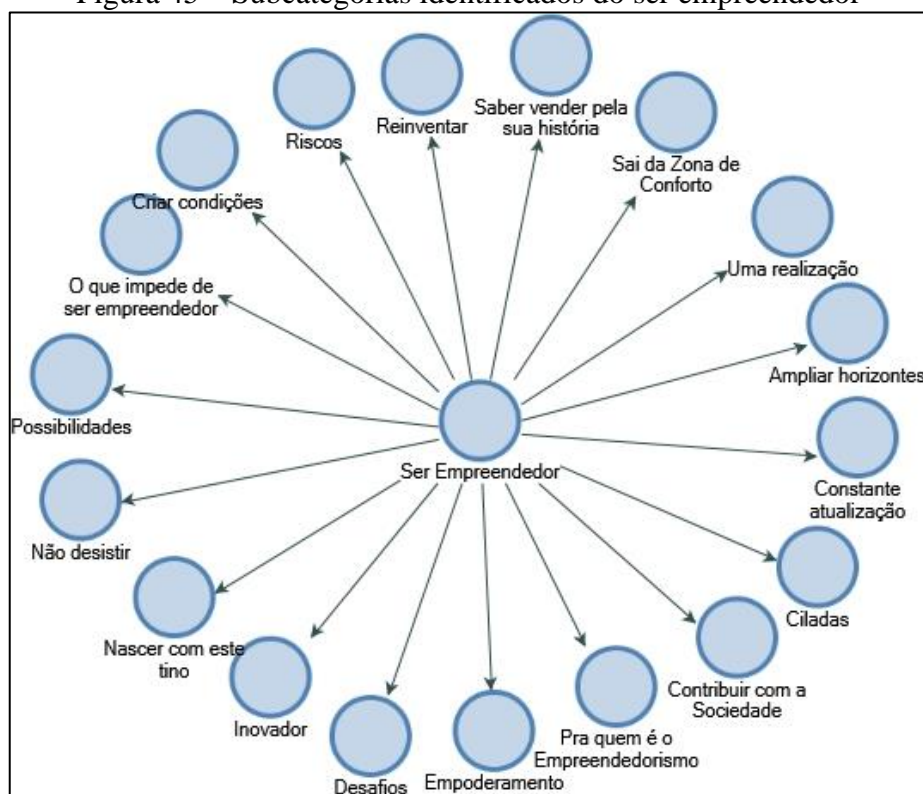 Figura 43 – Subcategorias identificados do ser empreendedor
Saber vender pela
sua história
Reinventar
Riscos
Sai da Zona de
Conforto
Criar condições
Uma realização
O que impede de
ser empreendedor
Ampliar horizontes
Possibilidades
Ser Empreendedor
Constante
atualização
Não desistir
Ciladas
Nascer com este
tino
Contribuir com a
Sociedade
Inovador
Pra quem é o
Empreendedorismo
Desafios
Empoderamento